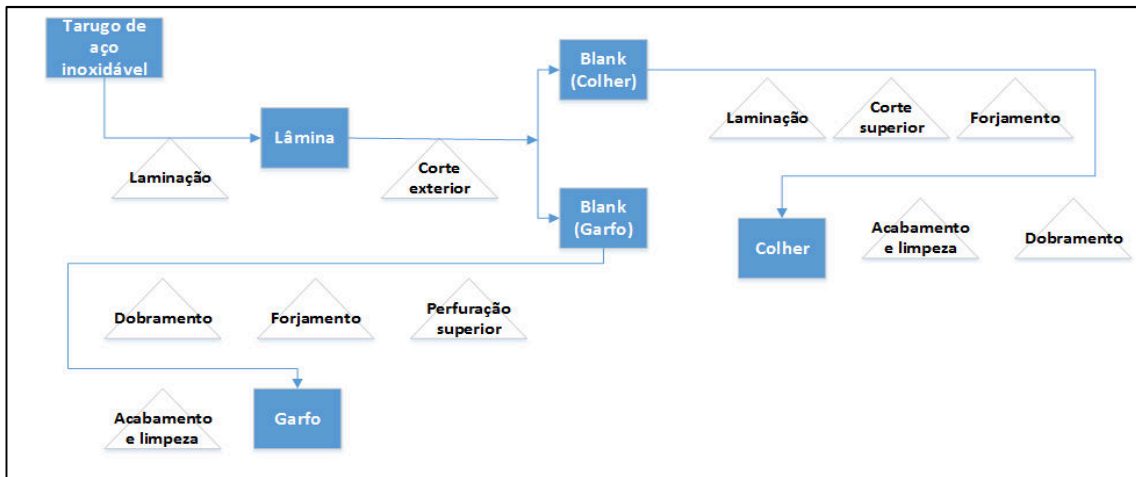 Tarugo de
aço
inoxidável
Laminação
Lâmina
Corte
exterior
Blank
(Colher)
Laminação
Corte
superior
Forjamento
Dobramento
Acabamento
e limpeza
Colher
Blank
(Garfo)
Perfuração
superior
Forjamento
Dobramento
Acabamento
e limpeza
Garfo